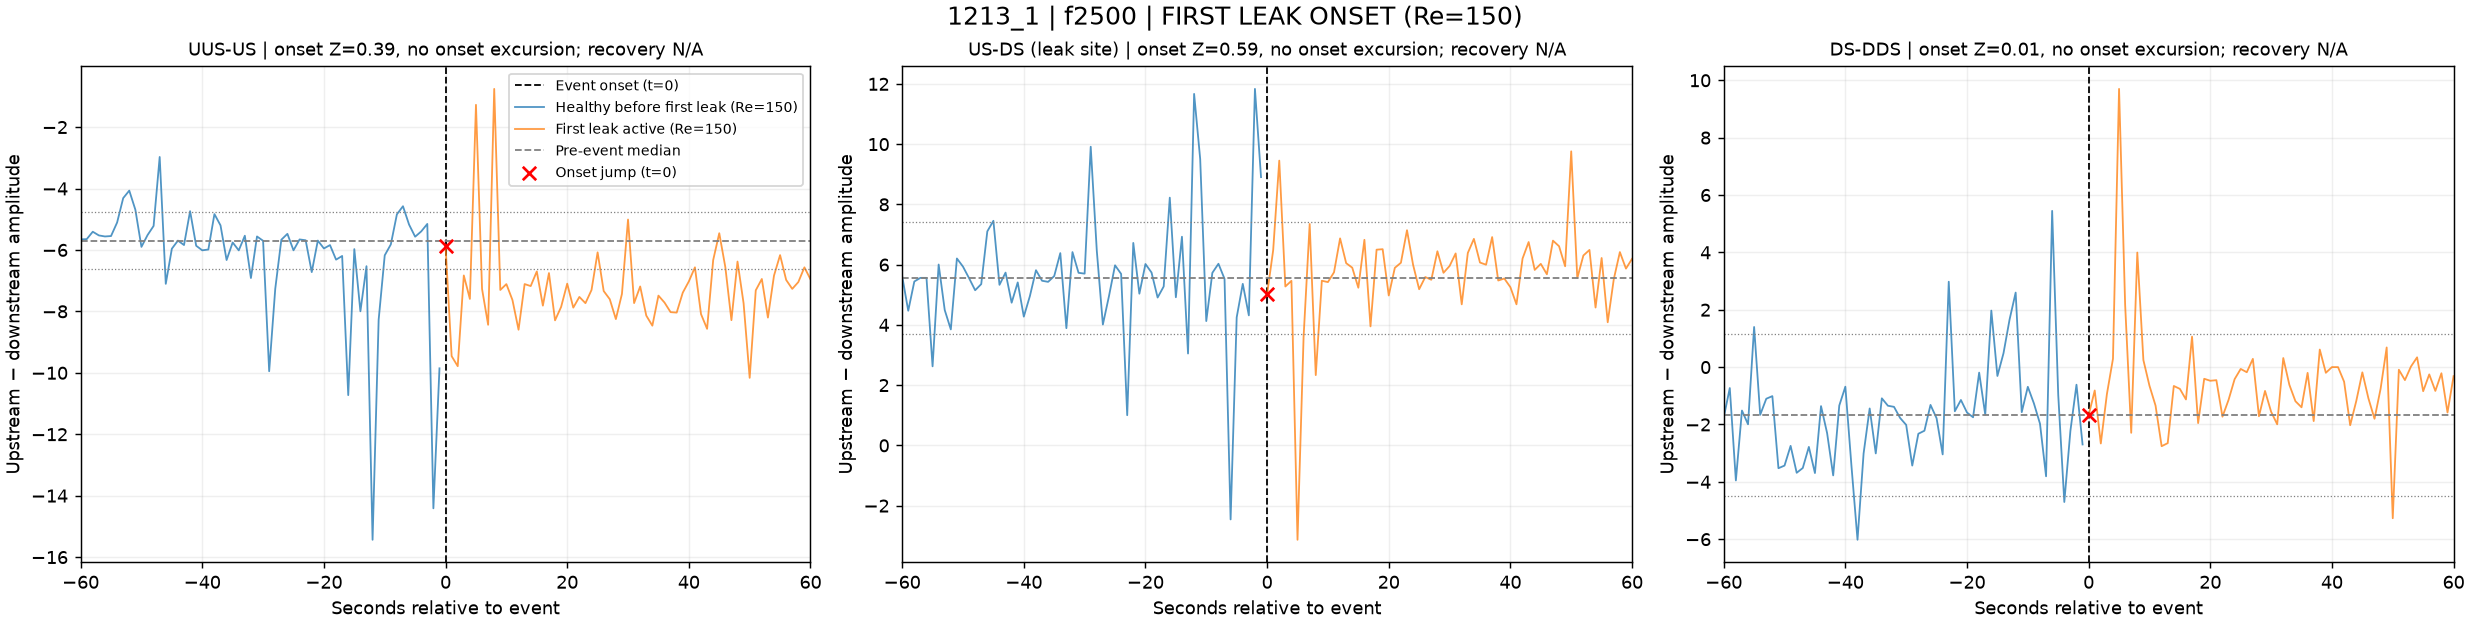 1213_1 | f2500 | FIRST LEAK ONSET (Re=150)
UUS-US | onset Z=0.39, no onset excursion; recovery N/A
Upstream − downstream amplitude
−2
−4
−6
−8
−10
−12
−14
−16
Event onset (t=0)
Healthy before first leak (Re=150)
First leak active (Re=150)
Pre-event median
Onset jump (t=0)
−60 −40 −20 0 20 40 60
Seconds relative to event
US-DS (leak site) | onset Z=0.59, no onset excursion; recovery N/A
Upstream − downstream amplitude
12
10
8
6
4
2
0
−2
−60 −40 −20 0 20 40 60
Seconds relative to event
DS-DDS | onset Z=0.01, no onset excursion; recovery N/A
Upstream − downstream amplitude
10
8
6
4
2
0
−2
−4
−6
−60 −40 −20 0 20 40 60
Seconds relative to event